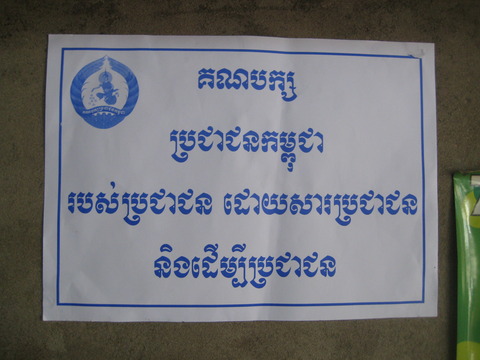 គណបក្ស
ប្រជាជនកម្ពុជា
របស់ប្រជាជន ដោយសារប្រជាជន
និងដើម្បីប្រជាជន